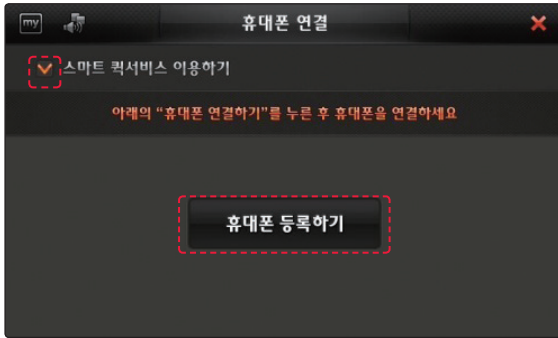 my
휴대폰 연결
스마트 퀵서비스 이용하기
아래의 “휴대폰 연결하기”를 누른 후 휴대폰을 연결하세요
휴대폰 등록하기